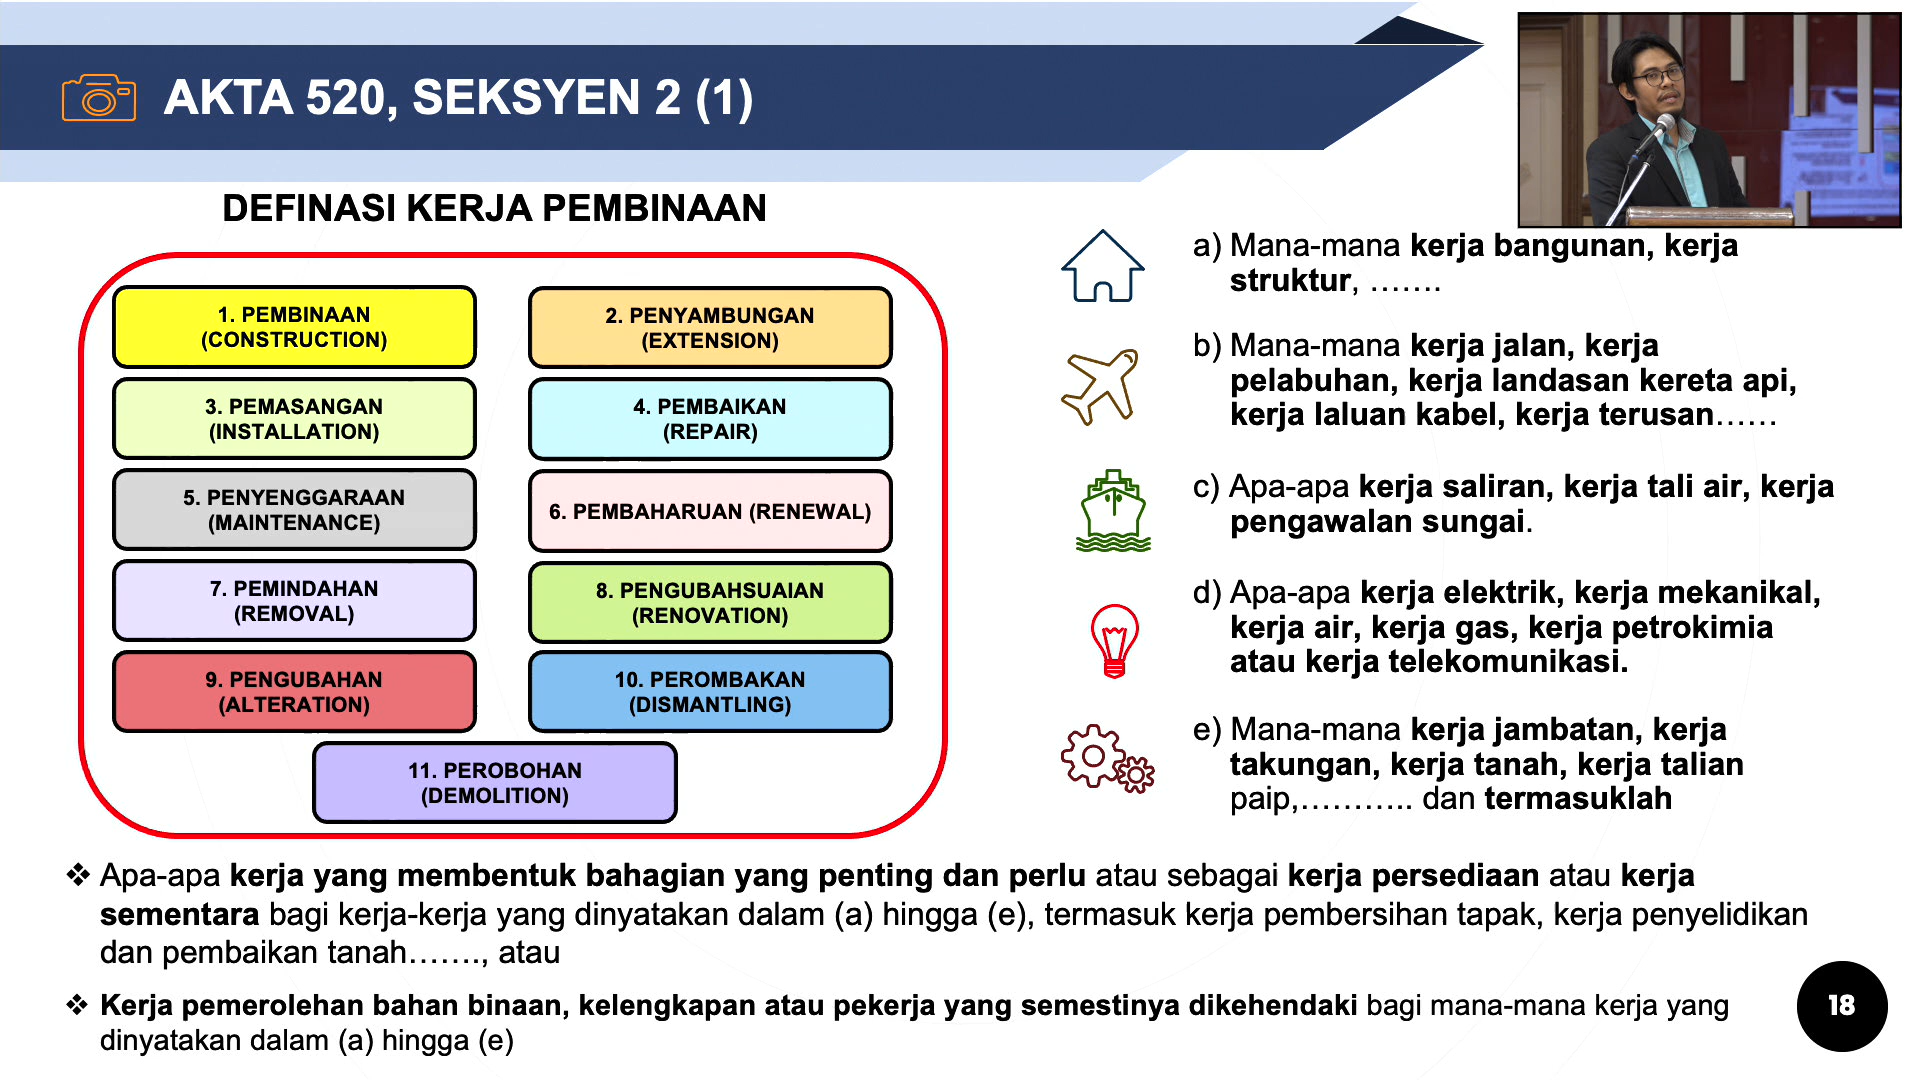 AKTA 520, SEKSYEN 2 (1)
DEFINASI KERJA PEMBINAAN
1. PEMBINAAN
(CONSTRUCTION)
2. PENYAMBUNGAN
(EXTENSION)
3. PEMASANGAN
(INSTALLATION)
4. PEMBAIKAN
(REPAIR)
5. PENYENGGARAAN
(MAINTENANCE)
6. PEMBAHARUAN (RENEWAL)
7. PEMINDAHAN
(REMOVAL)
8. PENGUBAHSUAIAN
(RENOVATION)
9. PENGUBAHAN
(ALTERATION)
10. PEROMBAKAN
(DISMANTLING)
11. PEROBOHAN
(DEMOLITION)
a) Mana-mana kerja bangunan, kerja
struktur, .......
b) Mana-mana kerja jalan, kerja
pelabuhan, kerja landasan kereta api,
kerja laluan kabel, kerja terusan......
c) Apa-apa kerja saliran, kerja tali air, kerja
pengawalan sungai.
d) Apa-apa kerja elektrik, kerja mekanikal,
kerja air, kerja gas, kerja petrokimia
atau kerja telekomunikasi.
e) Mana-mana kerja jambatan, kerja
takungan, kerja tanah, kerja talian
paip,........... dan termasuklah
❖ Apa-apa kerja yang membentuk bahagian yang penting dan perlu atau sebagai kerja persediaan atau kerja
sementara bagi kerja-kerja yang dinyatakan dalam (a) hingga (e), termasuk kerja pembersihan tapak, kerja penyelidikan
dan pembaikan tanah......., atau
❖ Kerja pemerolehan bahan binaan, kelengkapan atau pekerja yang semestinya dikehendaki bagi mana-mana kerja yang
dinyatakan dalam (a) hingga (e)
18